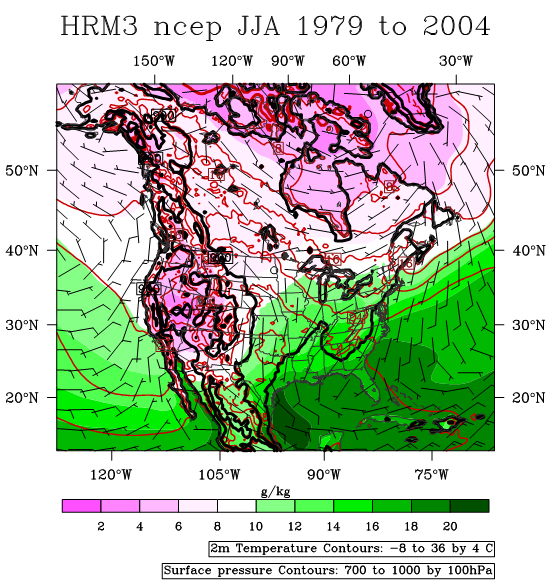 HRM3 ncep JJA 1979 to 2004
150°W 120°W 90°W 60°W 30°W
50°N 50°N
40°N 40°N
30°N 30°N
20°N 20°N
120°W 105°W 90°W 75°W
g/kg
2 4 6 8 10 12 14 16 18 20
2m Temperature Contours: −8 to 36 by 4 C
Surface pressure Contours: 700 to 1000 by 100hPa